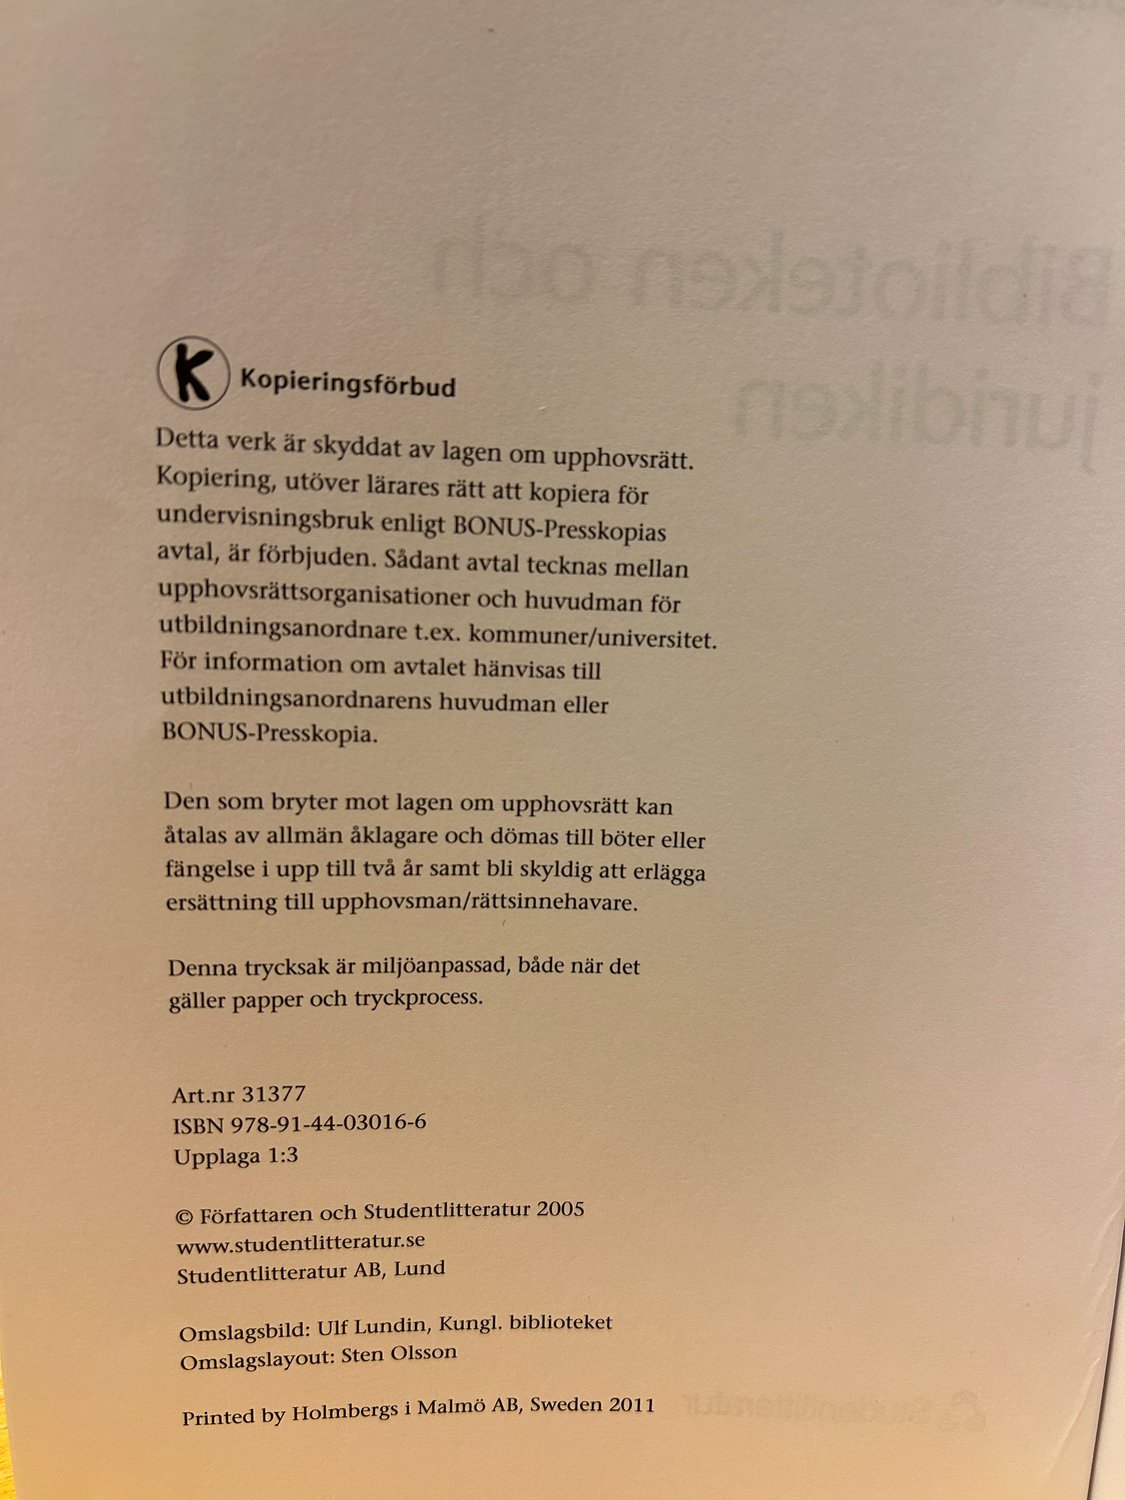 Biblioteken och
juridiken
K Kopieringsförbud
Detta verk är skyddat av lagen om upphovsrätt.
Kopiering, utöver lärares rätt att kopiera för
undervisningsbruk enligt BONUS-Presskopias
avtal, är förbjuden. Sådant avtal tecknas mellan
upphovsrättsorganisationer och huvudman för
utbildningsanordnare t.ex. kommuner/universitet.
För information om avtalet hänvisas till
utbildningsanordnarens huvudman eller
BONUS-Presskopia.
Den som bryter mot lagen om upphovsrätt kan
åtalas av allmän åklagare och dömas till böter eller
fängelse i upp till två år samt bli skyldig att erlägga
ersättning till upphovsman/rättsinnehavare.
Denna trycksak är miljöanpassad, både när det
gäller papper och tryckprocess.
Art.nr 31377
ISBN 978-91-44-03016-6
Upplaga 1:3
© Författaren och Studentlitteratur 2005
www.studentlitteratur.se
Studentlitteratur AB, Lund
Omslagsbild: Ulf Lundin, Kungl. biblioteket
Omslagslayout: Sten Olsson
Printed by Holmbergs i Malmö AB, Sweden 2011